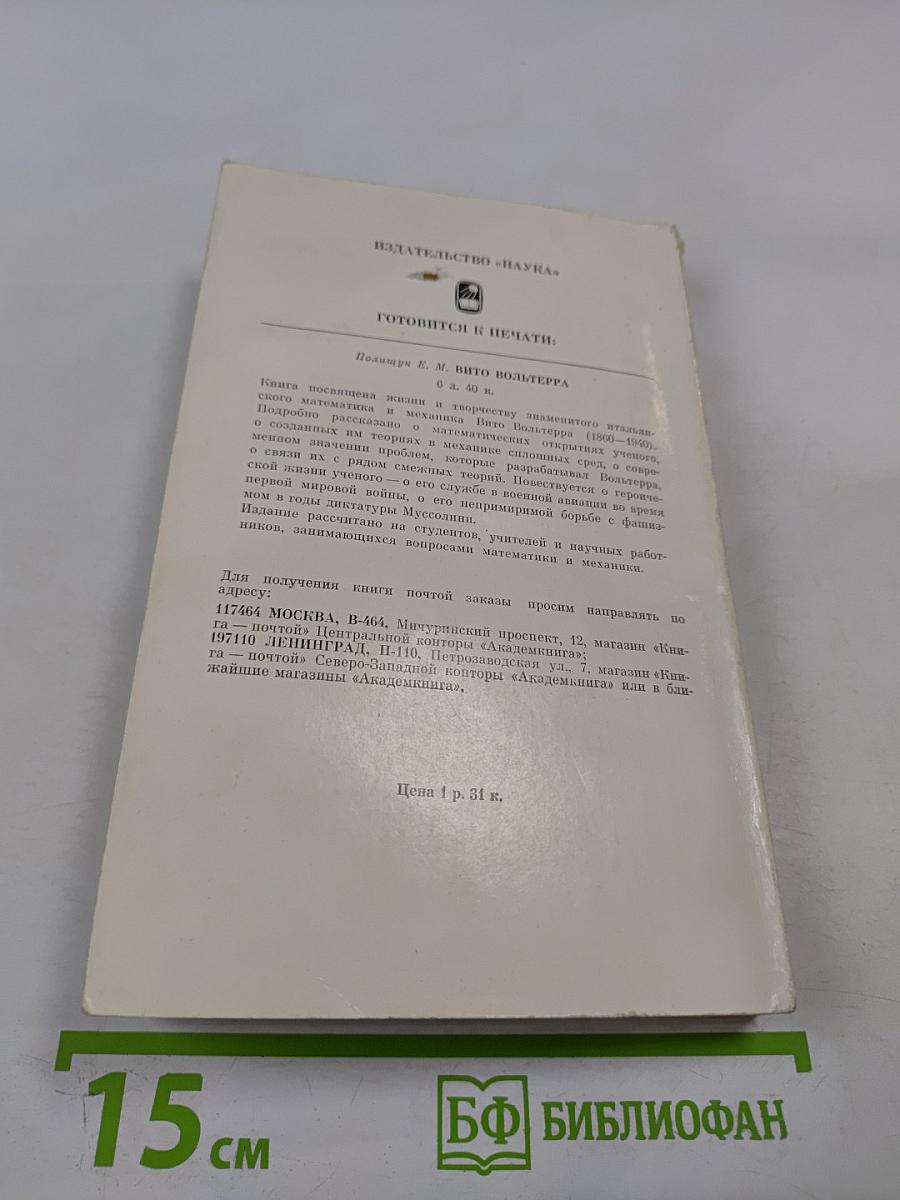 ИЗДАТЕЛЬСТВО «НАУКА»
ГОТОВИТСЯ К ПЕЧАТИ:
Полищук Е. М. ВИТО ВОЛЬТЕРРА
6 л. 40 к.
Книга посвящена жизни и творчеству знаменитого итальян-
ского математика и механика Вито Вольтерра (1860—1940).
Подробно рассказано о математических открытиях ученого,
о созданных им теориях в механике сплошных сред, о совре-
менном значении проблем, которые разрабатывал Вольтерра,
о связи их с рядом смежных теорий. Повествуется о героиче-
ской жизни ученого — о его службе в военной авиации во время
первой мировой войны, о его непримиримой борьбе с фашиз-
мом в годы диктатуры Муссолини.
Издание рассчитано на студентов, учителей и научных работ-
ников, занимающихся вопросами математики и механики.
Для получения книги почтой заказы просим направлять по
адресу:
117464 МОСКВА, В-464, Мичуринский проспект, 12, магазин «Кни-
га — почтой» Центральной конторы «Академкнига»;
197110 ЛЕНИНГРАД, П-110, Петрозаводская ул., 7, магазин «Кни-
га — почтой» Северо-Западной конторы «Академкнига» или в бли-
жайшие магазины «Академкнига».
Цена 1 р. 31 к.
15 см
БФ БИБЛИОФАН